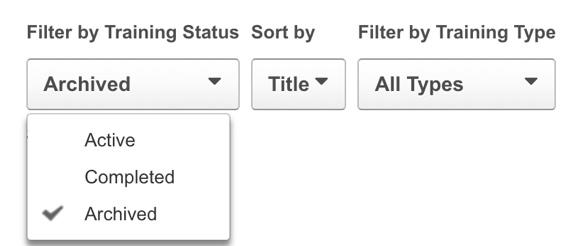 Filter by Training Status Sort by Filter by Training Type
Archived Title All Types
Active
Completed
Archived